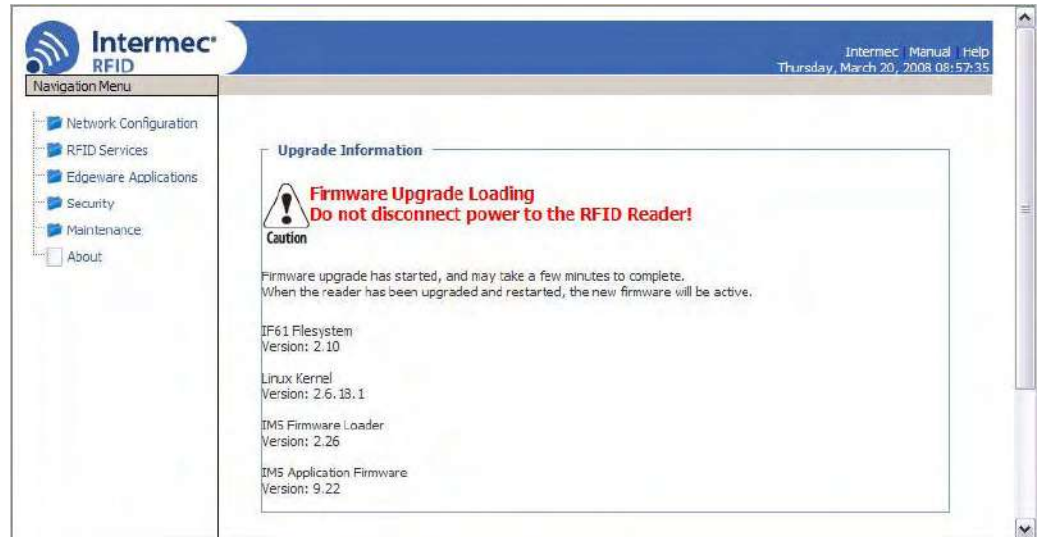 Intermec
RFID
Intermec | Manual | Help
Thursday, March 20, 2008 08:57:35
Navigation Menu
Network Configuration
RFID Services
Edgeware Applications
Security
Maintenance
About
Upgrade Information
Firmware Upgrade Loading
Do not disconnect power to the RFID Reader!
Caution
Firmware upgrade has started, and may take a few minutes to complete.
When the reader has been upgraded and restarted, the new firmware will be active.
IF61 Filesystem
Version: 2.10
Linux Kernel
Version: 2.6.18.1
IM5 Firmware Loader
Version: 2.26
IM5 Application Firmware
Version: 9.22